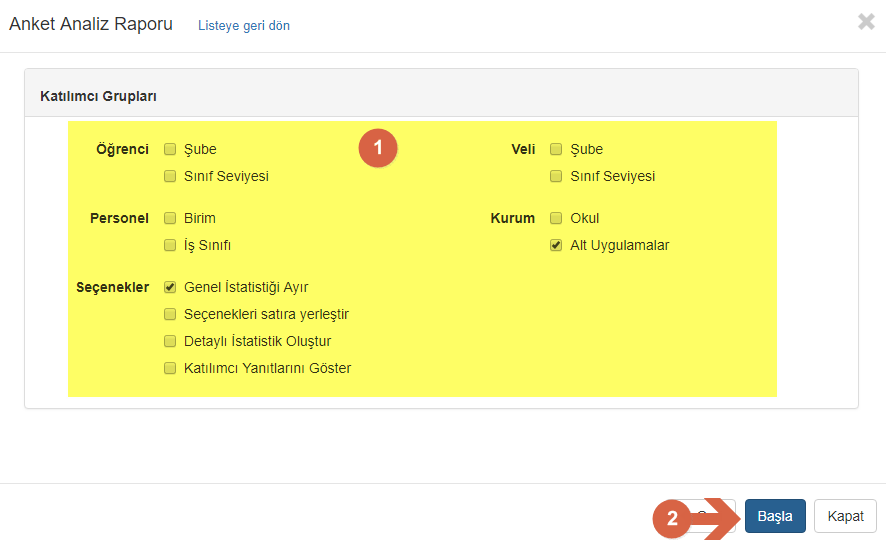 Anket Analiz Raporu Listeye geri dön
Katılımcı Grupları
1
Öğrenci Şube Veli Şube
Sınıf Seviyesi Sınıf Seviyesi
Personel Birim Kurum Okul
İş Sınıfı Alt Uygulamalar
Seçenekler Genel İstatistiği Ayır
Seçenekleri satıra yerleştir
Detaylı İstatistik Oluştur
Katılımcı Yanıtlarını Göster
2 Başla Kapat